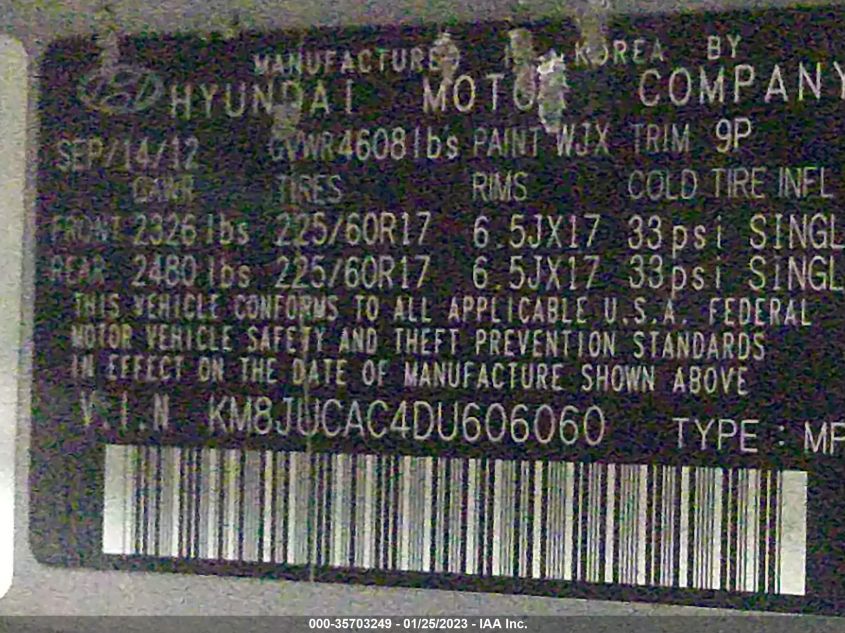 MANUFACTURED IN KOREA BY
HYUNDAI MOTOR COMPANY
SEP/14/12 GVWR 4608lbs PAINT WJX TRIM 9P
GAWR TIRES RIMS COLD TIRE INFL
FRONT 2326lbs 225/60R17 6.5JX17 33psi SINGL
REAR 2480lbs 225/60R17 6.5JX17 33psi SINGL
THIS VEHICLE CONFORMS TO ALL APPLICABLE U.S.A. FEDERAL
MOTOR VEHICLE SAFETY AND THEFT PREVENTION STANDARDS
IN EFFECT ON THE DATE OF MANUFACTURE SHOWN ABOVE
V.I.N KM8JUCAC4DU606060 TYPE : MP
000-35703249 - 01/25/2023 - IAA Inc.